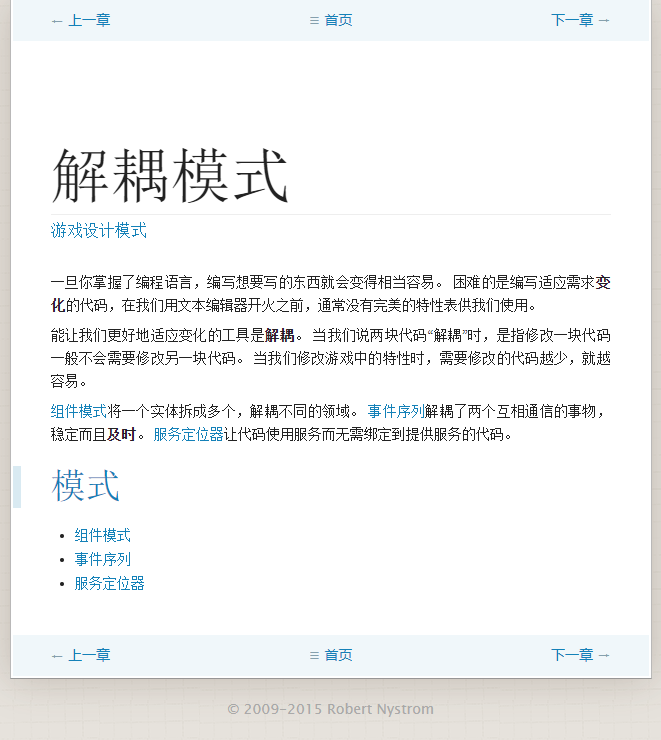 ← 上一章 ≡ 首页 下一章 →
解耦模式
游戏设计模式
一旦你掌握了编程语言，编写想要写的东西就会变得相当容易。 困难的是编写适应需求变
化的代码，在我们用文本编辑器开火之前，通常没有完美的特性表供我们使用。
能让我们更好地适应变化的工具是解耦。 当我们说两块代码“解耦”时，是指修改一块代码
一般不会需要修改另一块代码。 当我们修改游戏中的特性时，需要修改的代码越少，就越
容易。
组件模式将一个实体拆成多个，解耦不同的领域。 事件序列解耦了两个互相通信的事物，
稳定而且及时。 服务定位器让代码使用服务而无需绑定到提供服务的代码。
模式
• 组件模式
• 事件序列
• 服务定位器
← 上一章 ≡ 首页 下一章 →
© 2009-2015 Robert Nystrom